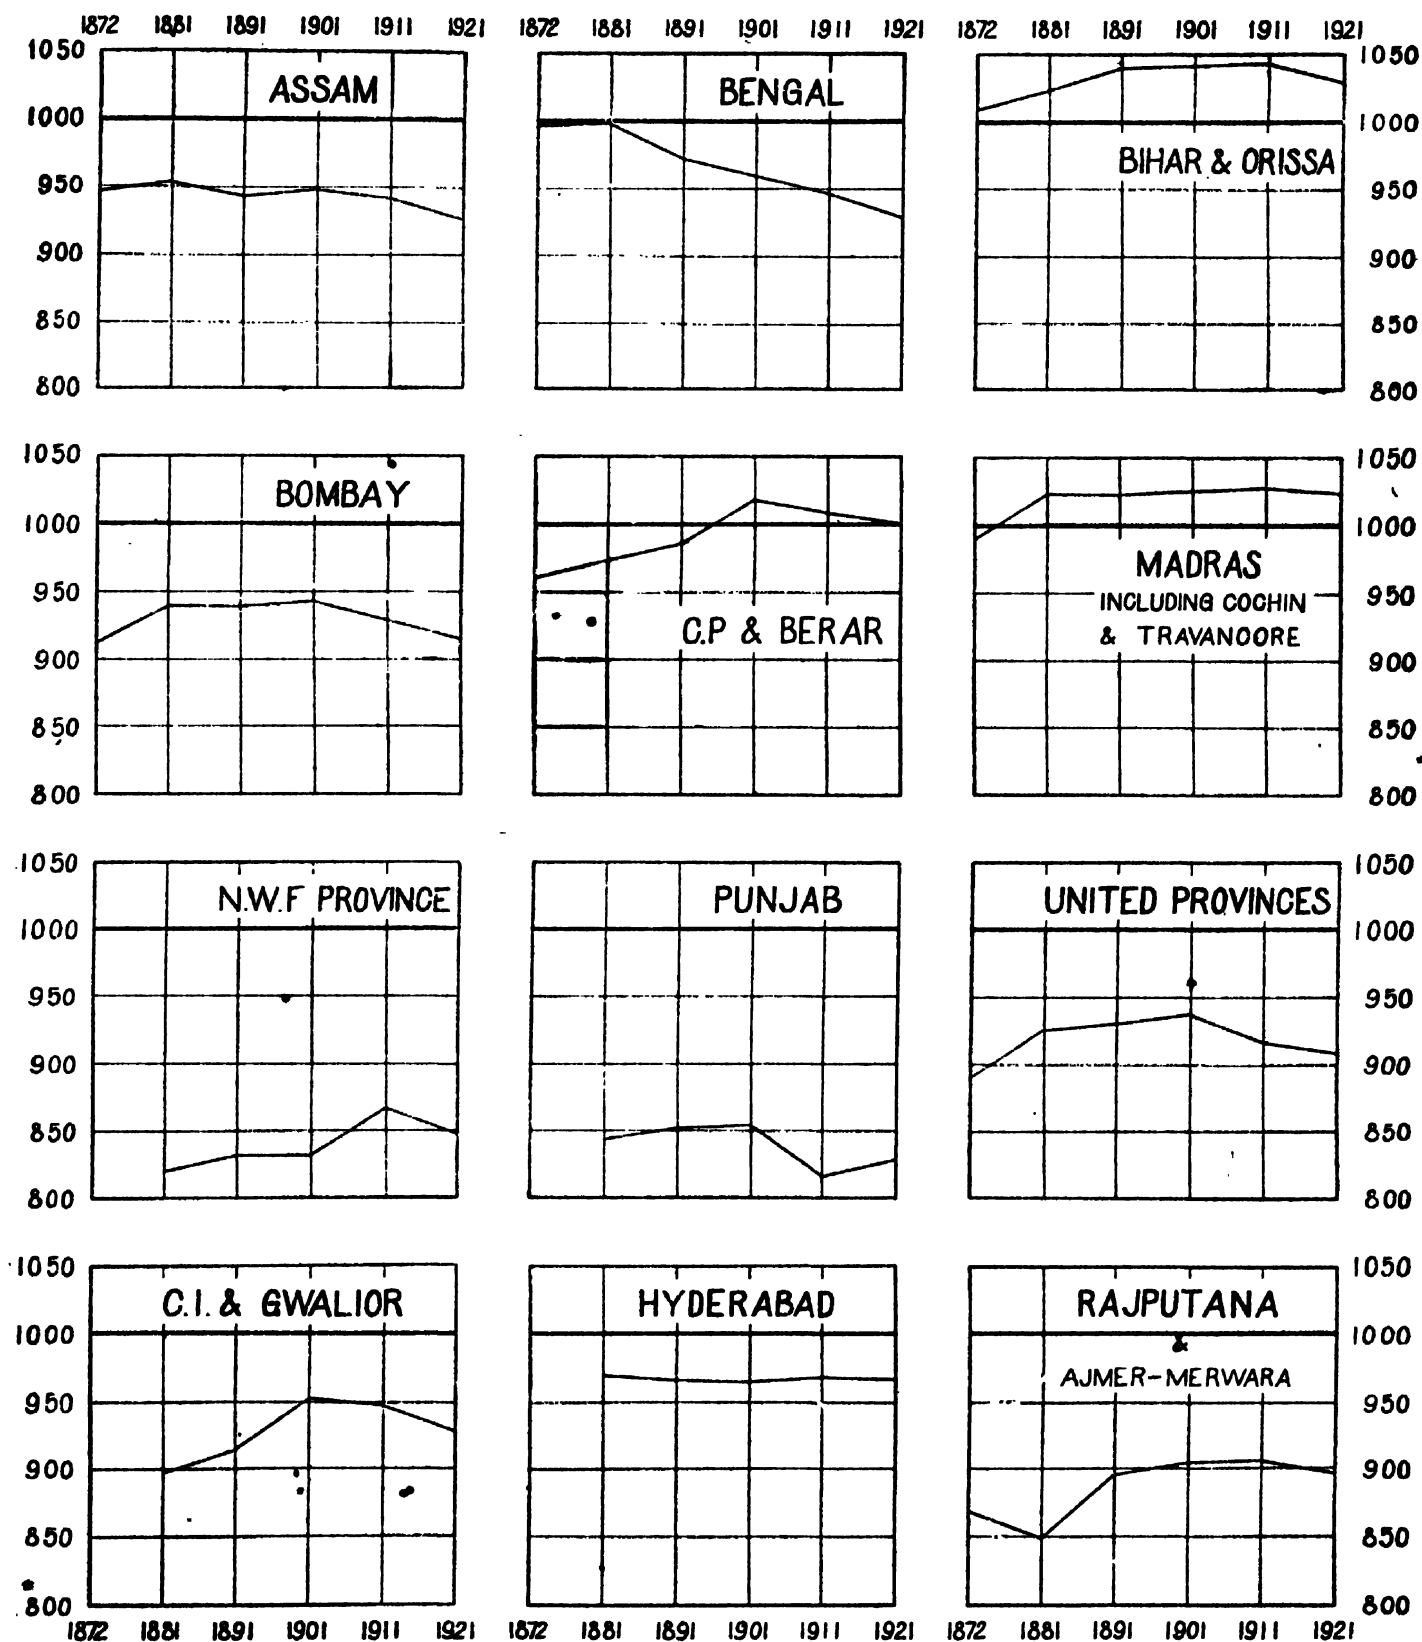 1872 1881 1891 1901 1911 1921 1872 1881 1891 1901 1911 1921 1872 1881 1891 1901 1911 1921
1050 1050
ASSAM BENGAL
1000 1000
BIHAR & ORISSA
950 950
900 900
850 850
800 800
1050 1050
BOMBAY
1000 1000
MADRAS
950 950
INCLUDING COCHIN
C.P & BERAR & TRAVANOORE
900 900
850 850
800 800
1050 1050
N.W.F PROVINCE PUNJAB UNITED PROVINCES
1000 1000
950 950
900 900
850 850
800 800
1050 1050
C.I. & GWALIOR HYDERABAD RAJPUTANA
1000 1000
&
AJMER-MERWARA
950 950
900 900
850 850
800 800
1872 1881 1891 1901 1911 1921 1872 1881 1891 1901 1911 1921 1872 1881 1891 1901 1911 1921